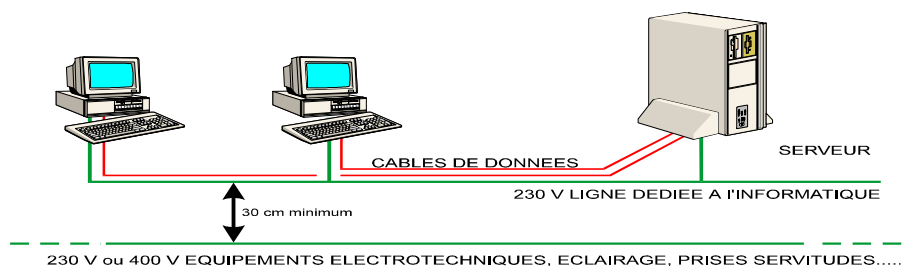 CABLES DE DONNEES
SERVEUR
230 V LIGNE DEDIEE A l'INFORMATIQUE
30 cm minimum
230 V ou 400 V EQUIPEMENTS ELECTROTECHNIQUES, ECLAIRAGE, PRISES SERVITUDES.....